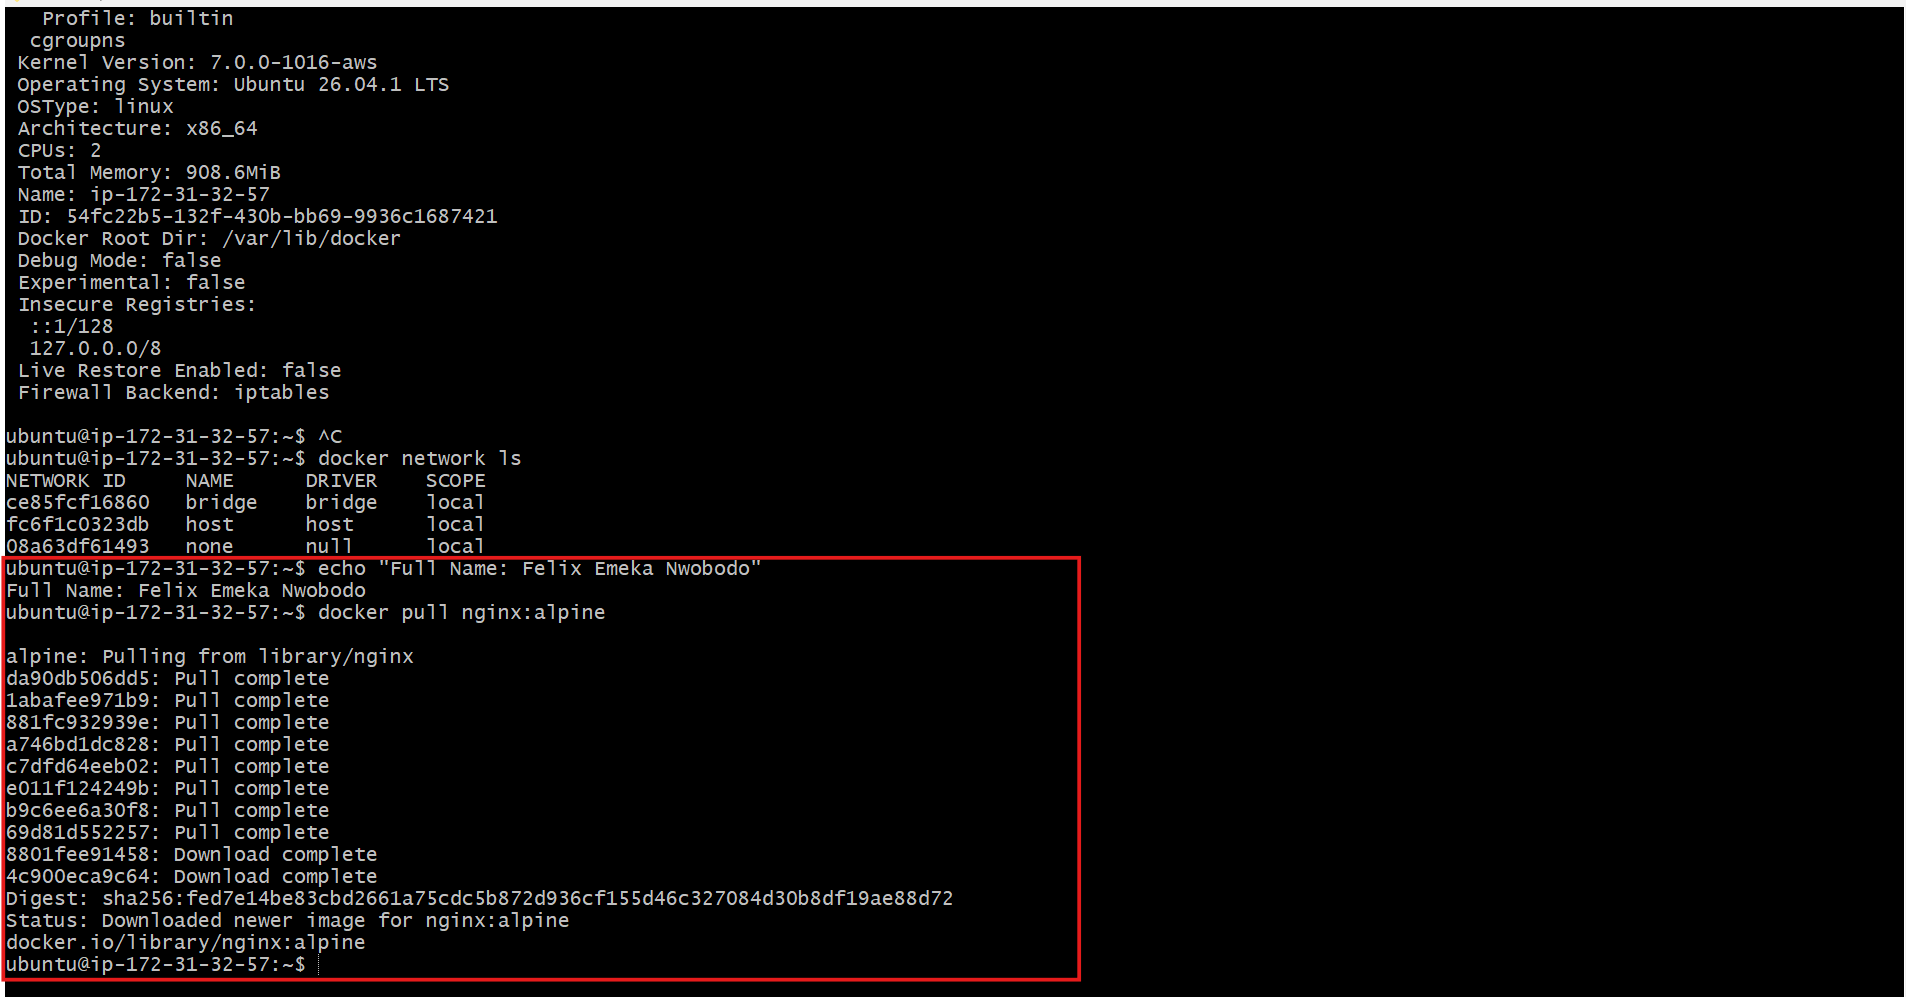 Profile: builtin
cgroupns
Kernel Version: 7.0.0-1016-aws
Operating System: Ubuntu 26.04.1 LTS
OSType: linux
Architecture: x86_64
CPUs: 2
Total Memory: 908.6MiB
Name: ip-172-31-32-57
ID: 54fc22b5-132f-430b-bb69-9936c1687421
Docker Root Dir: /var/lib/docker
Debug Mode: false
Experimental: false
Insecure Registries:
::1/128
127.0.0.0/8
Live Restore Enabled: false
Firewall Backend: iptables
ubuntu@ip-172-31-32-57:~$ ^C
ubuntu@ip-172-31-32-57:~$ docker network ls
NETWORK ID NAME DRIVER SCOPE
ce85fcf16860 bridge bridge local
fc6f1c0323db host host local
08a63df61493 none null local
ubuntu@ip-172-31-32-57:~$ echo "Full Name: Felix Emeka Nwobodo"
Full Name: Felix Emeka Nwobodo
ubuntu@ip-172-31-32-57:~$ docker pull nginx:alpine
alpine: Pulling from library/nginx
da90db506dd5: Pull complete
1abafee971b9: Pull complete
881fc932939e: Pull complete
a746bd1dc828: Pull complete
c7dfd64eeb02: Pull complete
e011f124249b: Pull complete
b9c6ee6a30f8: Pull complete
69d81d552257: Pull complete
8801fee91458: Download complete
4c900eca9c64: Download complete
Digest: sha256:fed7e14be83cbd2661a75cdc5b872d936cf155d46c327084d30b8df19ae88d72
Status: Downloaded newer image for nginx:alpine
docker.io/library/nginx:alpine
ubuntu@ip-172-31-32-57:~$